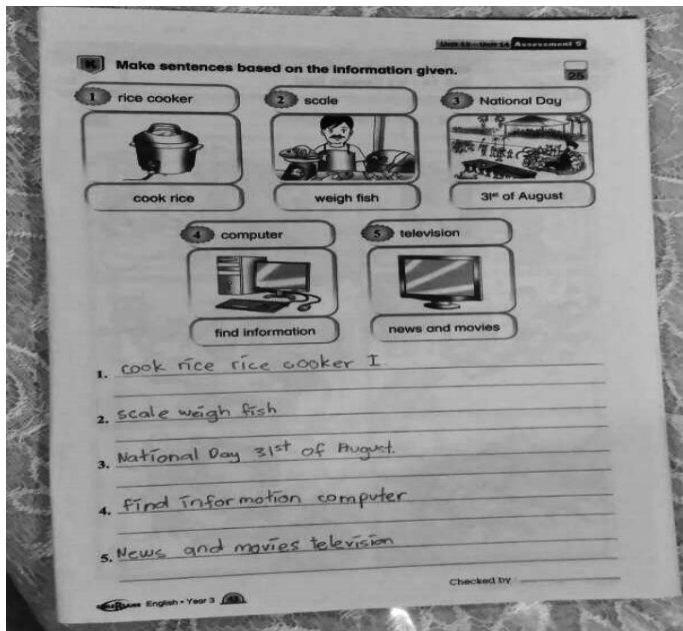 Unit 13 – Unit 14 Assessment 5
K Make sentences based on the information given.
25
1 rice cooker
2 scale
3 National Day
cook rice
weigh fish
31st of August
4 computer
5 television
find information
news and movies
1. cook rice rice cooker I
2. scale weigh fish
3. National Day 31st of August.
4. find information computer
5. News and movies television
Checked by
English • Year 3